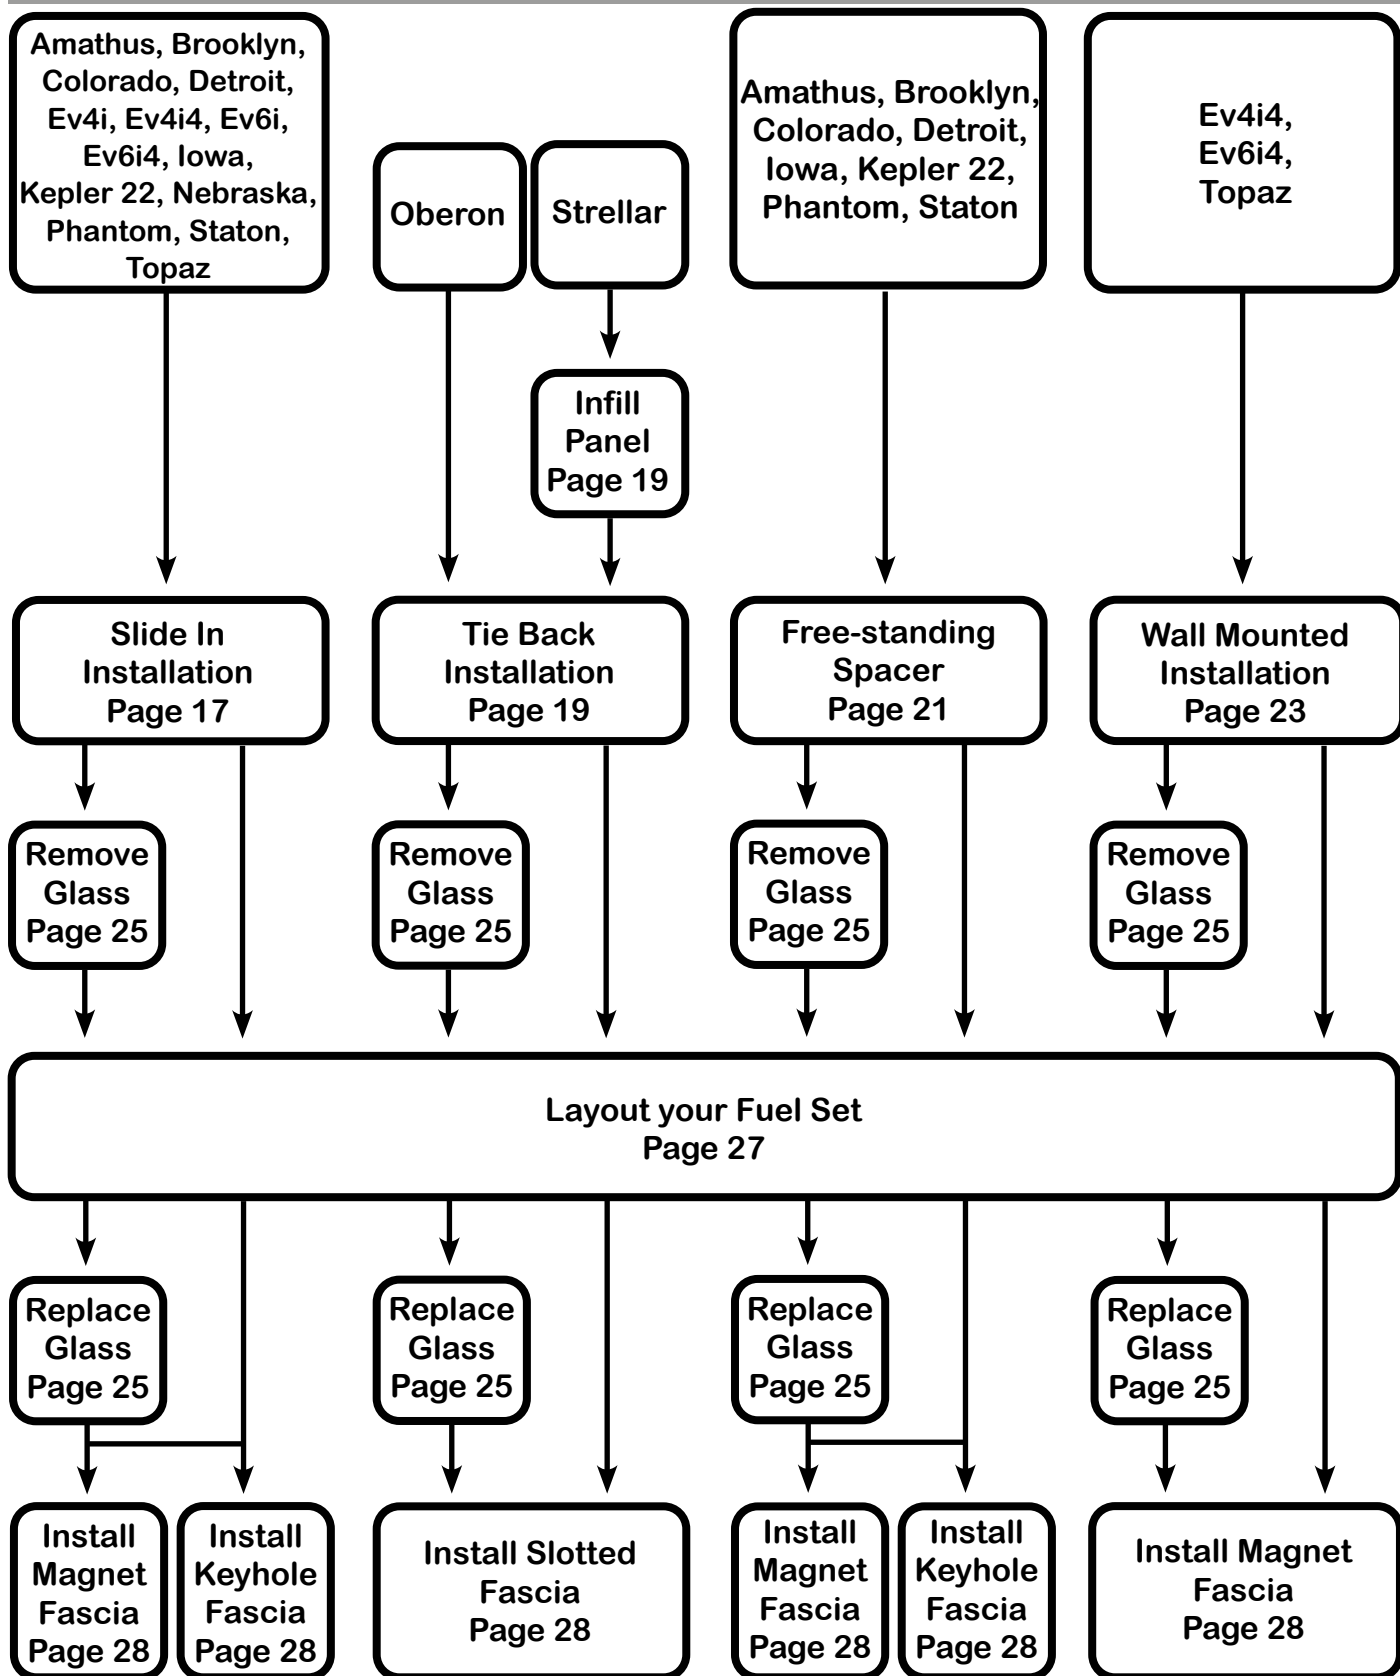 Amathus, Brooklyn,
Colorado, Detroit,
Ev4i, Ev4i4, Ev6i,
Ev6i4, Iowa,
Kepler 22, Nebraska,
Phantom, Staton,
Topaz
Oberon
Strellar
Amathus, Brooklyn,
Colorado, Detroit,
Iowa, Kepler 22,
Phantom, Staton
Ev4i4,
Ev6i4,
Topaz
Infill
Panel
Page 19
Slide In
Installation
Page 17
Tie Back
Installation
Page 19
Free-standing
Spacer
Page 21
Wall Mounted
Installation
Page 23
Remove
Glass
Page 25
Remove
Glass
Page 25
Remove
Glass
Page 25
Remove
Glass
Page 25
Layout your Fuel Set
Page 27
Replace
Glass
Page 25
Replace
Glass
Page 25
Replace
Glass
Page 25
Replace
Glass
Page 25
Install
Magnet
Fascia
Page 28
Install
Keyhole
Fascia
Page 28
Install Slotted
Fascia
Page 28
Install
Magnet
Fascia
Page 28
Install
Keyhole
Fascia
Page 28
Install Magnet
Fascia
Page 28